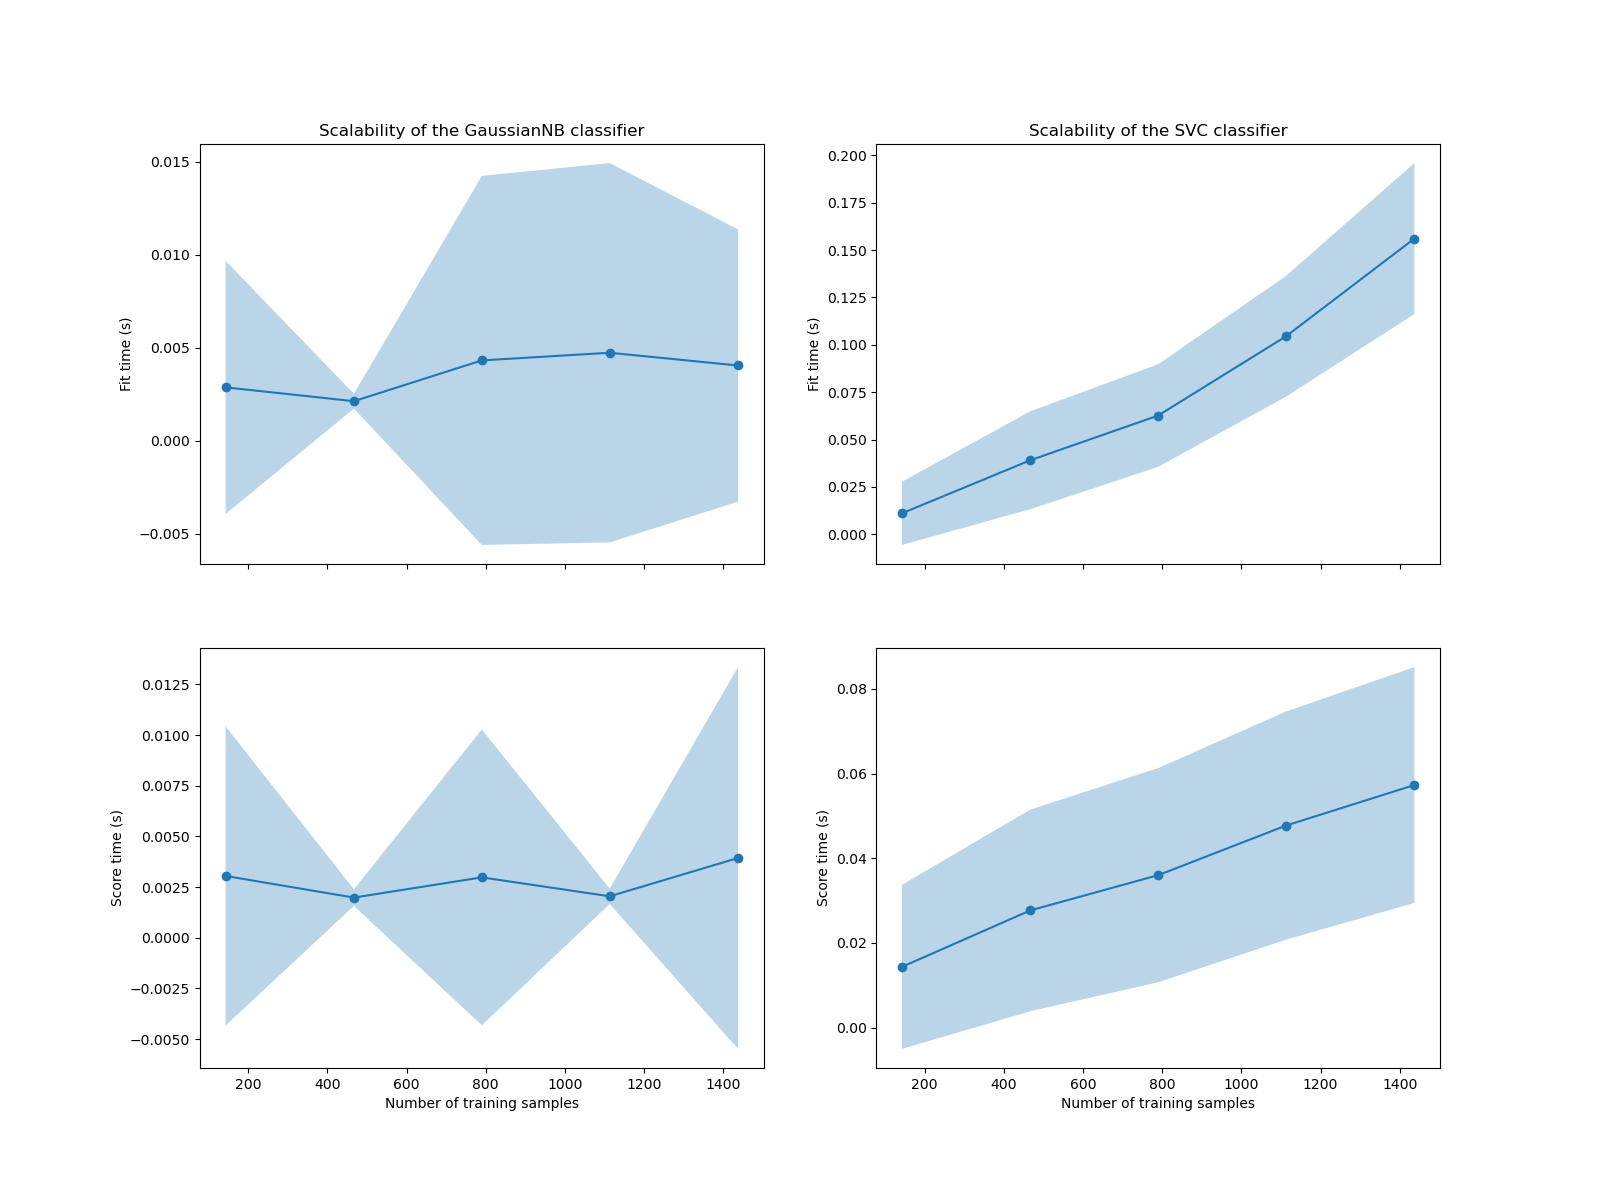 Scalability of the GaussianNB classifier
0.015
0.010
0.005
0.000
−0.005
Fit time (s)
Scalability of the SVC classifier
0.200
0.175
0.150
0.125
0.100
0.075
0.050
0.025
0.000
Fit time (s)
0.0125
0.0100
0.0075
0.0050
0.0025
0.0000
−0.0025
−0.0050
Score time (s)
200 400 600 800 1000 1200 1400
Number of training samples
0.08
0.06
0.04
0.02
0.00
Score time (s)
200 400 600 800 1000 1200 1400
Number of training samples